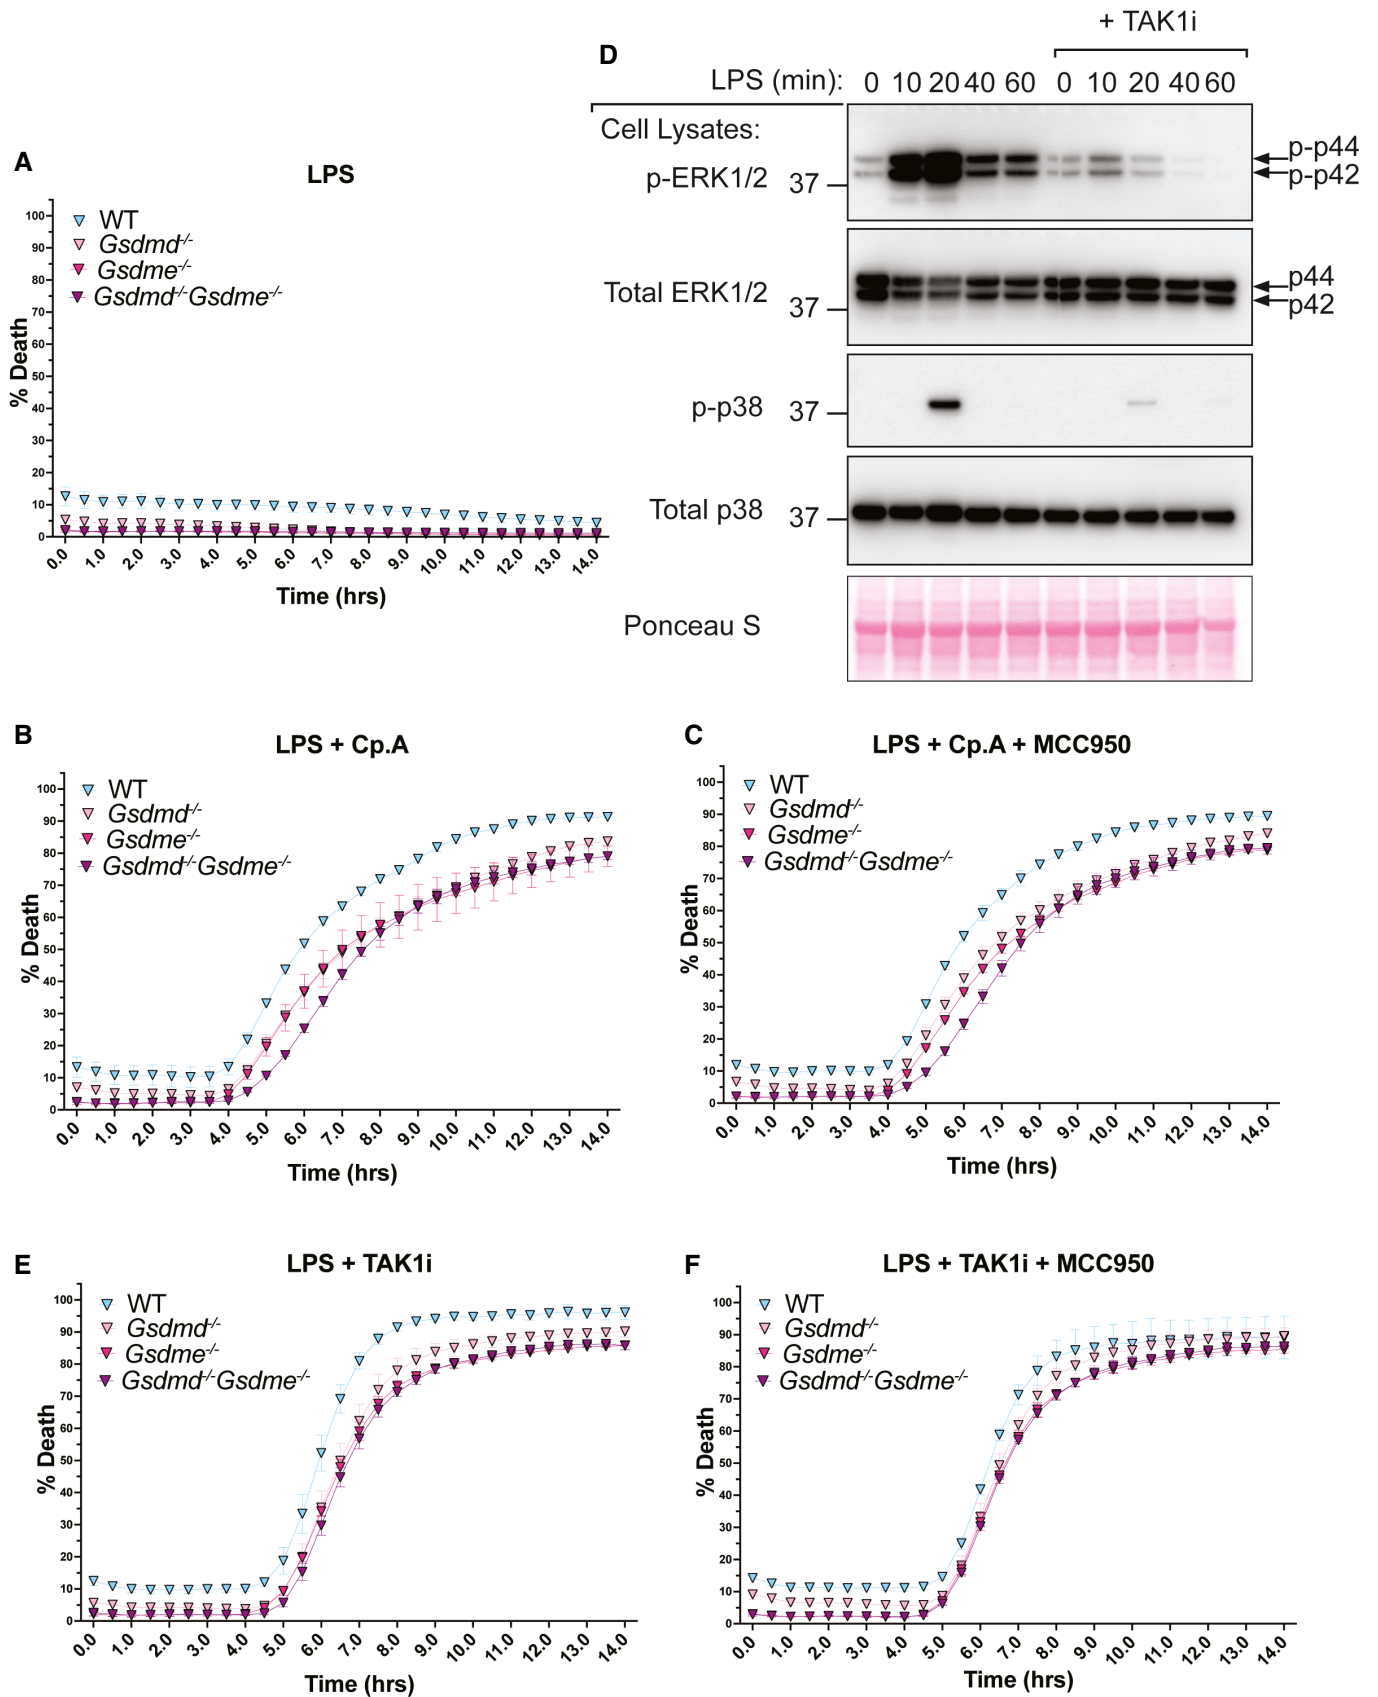 A
LPS
WT
Gsdmd-/-
Gsdme-/-
Gsdmd-/-Gsdme-/-
% Death
100
90
80
70
60
50
40
30
20
10
0
0.0 1.0 2.0 3.0 4.0 5.0 6.0 7.0 8.0 9.0 10.0 11.0 12.0 13.0 14.0
Time (hrs)
D
+ TAK1i
LPS (min): 0 10 20 40 60 0 10 20 40 60
Cell Lysates:
p-ERK1/2 37
p-p44
p-p42
Total ERK1/2 37
p44
p42
p-p38 37
Total p38 37
Ponceau S
B
LPS + Cp.A
WT
Gsdmd-/-
Gsdme-/-
Gsdmd-/-Gsdme-/-
% Death
100
90
80
70
60
50
40
30
20
10
0
0.0 1.0 2.0 3.0 4.0 5.0 6.0 7.0 8.0 9.0 10.0 11.0 12.0 13.0 14.0
Time (hrs)
C
LPS + Cp.A + MCC950
WT
Gsdmd-/-
Gsdme-/-
Gsdmd-/-Gsdme-/-
% Death
100
90
80
70
60
50
40
30
20
10
0
0.0 1.0 2.0 3.0 4.0 5.0 6.0 7.0 8.0 9.0 10.0 11.0 12.0 13.0 14.0
Time (hrs)
E
LPS + TAK1i
WT
Gsdmd-/-
Gsdme-/-
Gsdmd-/-Gsdme-/-
% Death
100
90
80
70
60
50
40
30
20
10
0
0.0 1.0 2.0 3.0 4.0 5.0 6.0 7.0 8.0 9.0 10.0 11.0 12.0 13.0 14.0
Time (hrs)
F
LPS + TAK1i + MCC950
WT
Gsdmd-/-
Gsdme-/-
Gsdmd-/-Gsdme-/-
% Death
100
90
80
70
60
50
40
30
20
10
0
0.0 1.0 2.0 3.0 4.0 5.0 6.0 7.0 8.0 9.0 10.0 11.0 12.0 13.0 14.0
Time (hrs)